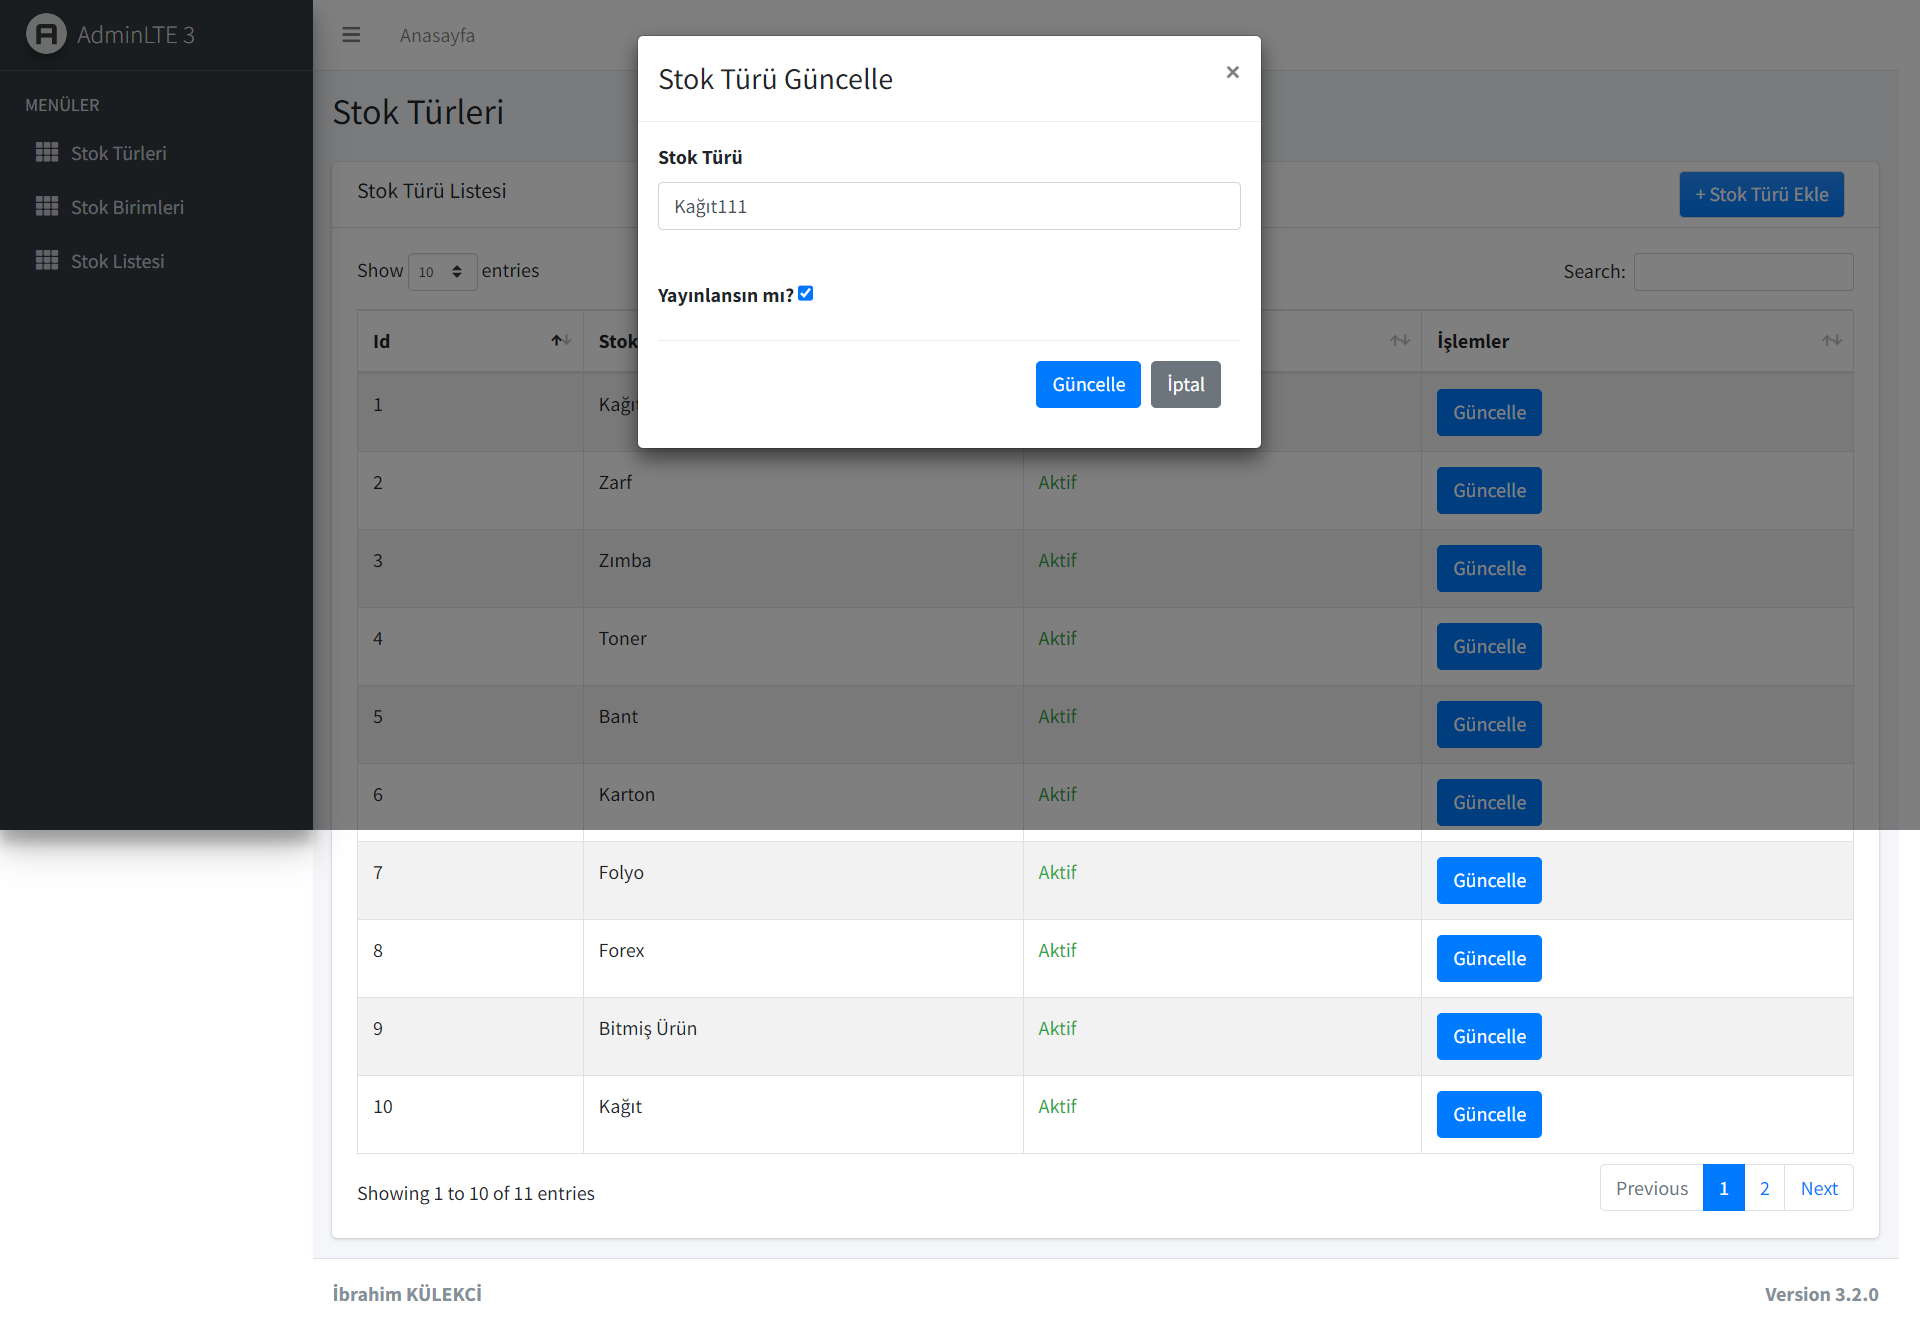 AdminLTE 3
Anasayfa
MENÜLER
Stok Türleri
Stok Birimleri
Stok Listesi
Stok Türü Güncelle
×
Stok Türü
Kağıt111
Yayınlansın mı?
Güncelle İptal
Stok Türleri
Stok Türü Listesi
+ Stok Türü Ekle
Show 10 entries
Search:
Id Stok İşlemler
1 Güncelle
2 Zarf Aktif Güncelle
3 Zımba Aktif Güncelle
4 Toner Aktif Güncelle
5 Bant Aktif Güncelle
6 Karton Aktif Güncelle
7 Folyo Aktif Güncelle
8 Forex Aktif Güncelle
9 Bitmiş Ürün Aktif Güncelle
10 Kağıt Aktif Güncelle
Showing 1 to 10 of 11 entries
Previous 1 2 Next
İbrahim KÜLEKCİ
Version 3.2.0